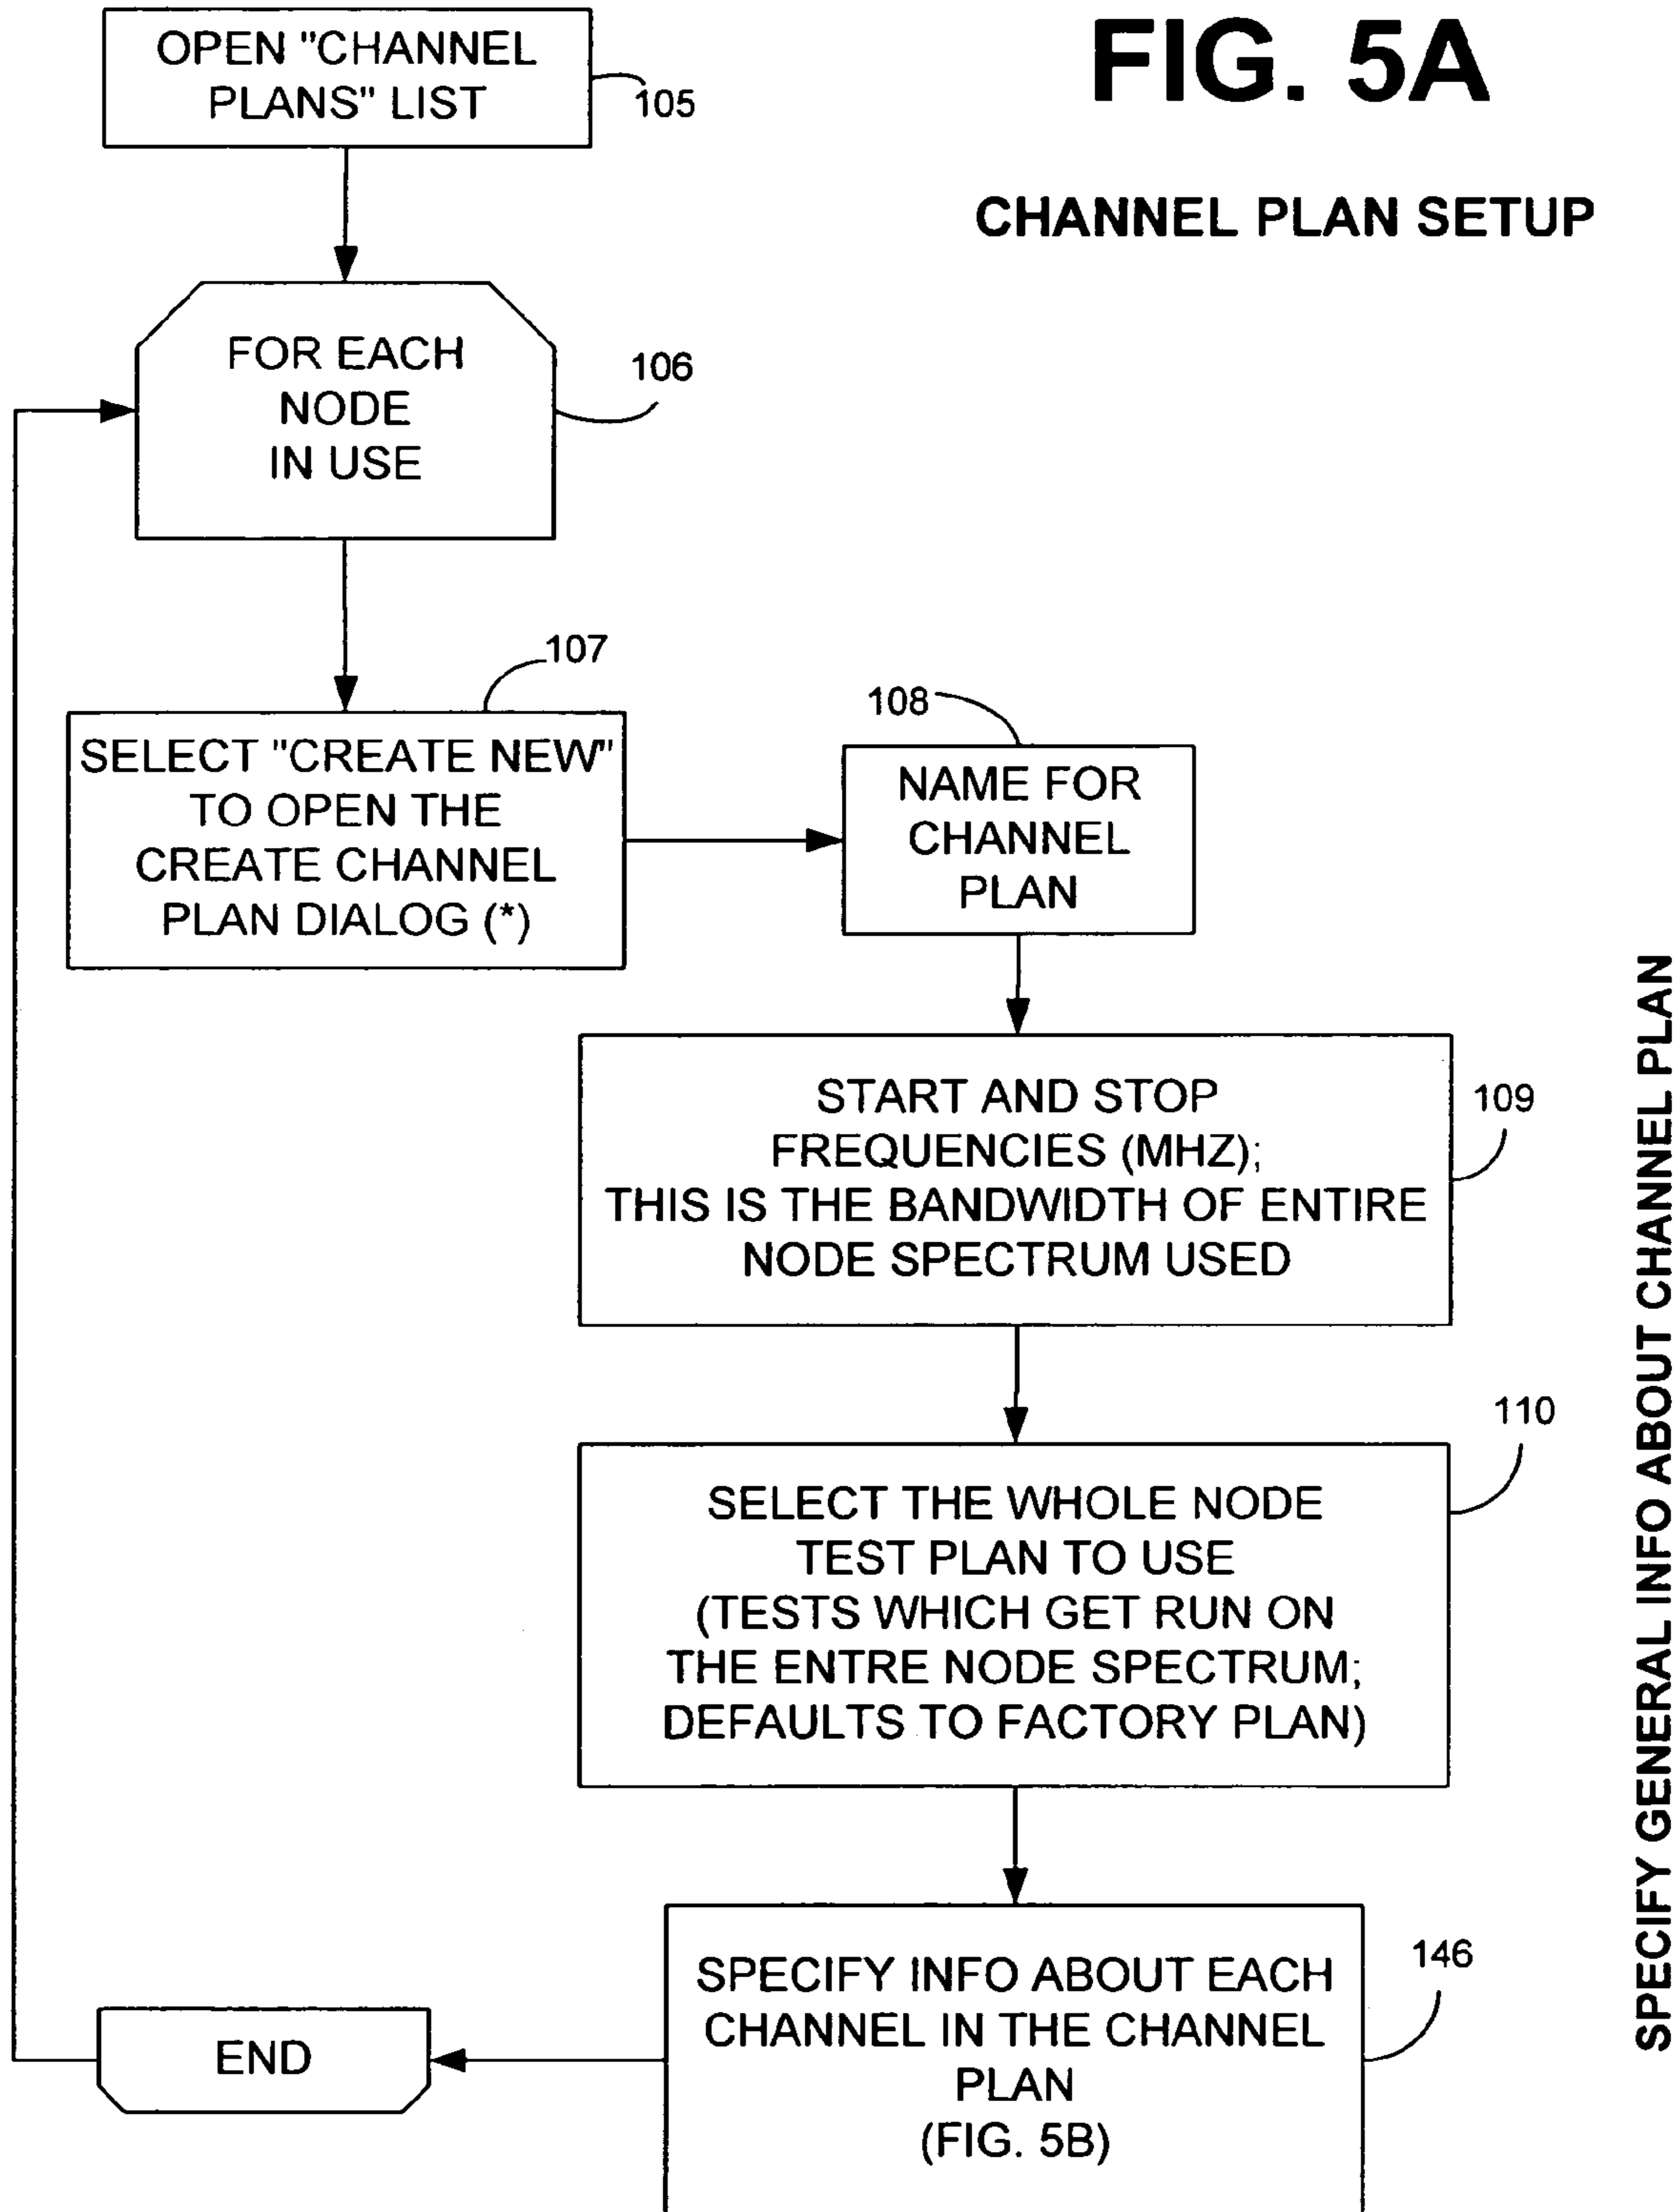 FIG. 5A
CHANNEL PLAN SETUP
OPEN "CHANNEL
PLANS" LIST
105
FOR EACH
NODE
IN USE
106
107
SELECT "CREATE NEW"
TO OPEN THE
CREATE CHANNEL
PLAN DIALOG (*)
108
NAME FOR
CHANNEL
PLAN
START AND STOP
FREQUENCIES (MHZ);
THIS IS THE BANDWIDTH OF ENTIRE
NODE SPECTRUM USED
109
110
SELECT THE WHOLE NODE
TEST PLAN TO USE
(TESTS WHICH GET RUN ON
THE ENTRE NODE SPECTRUM;
DEFAULTS TO FACTORY PLAN)
SPECIFY INFO ABOUT EACH
CHANNEL IN THE CHANNEL
PLAN
(FIG. 5B)
146
END
SPECIFY GENERAL INFO ABOUT CHANNEL PLAN